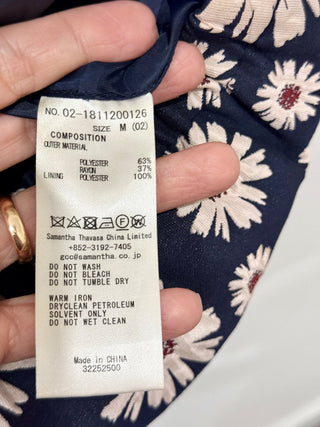 NO. 02-1811200126
SIZE M (02)
COMPOSITION
OUTER MATERIAL
POLYESTER 63%
RAYON 37%
LINING POLYESTER 100%
Samantha Thavasa China Limited
+852-3192-7405
gcc@samantha.com.cn
DO NOT WASH
DO NOT BLEACH
DO NOT TUMBLE DRY
WARM IRON
DRYCLEAN PETROLEUM
SOLVENT ONLY
DO NOT WET CLEAN
Made in CHINA
32252500